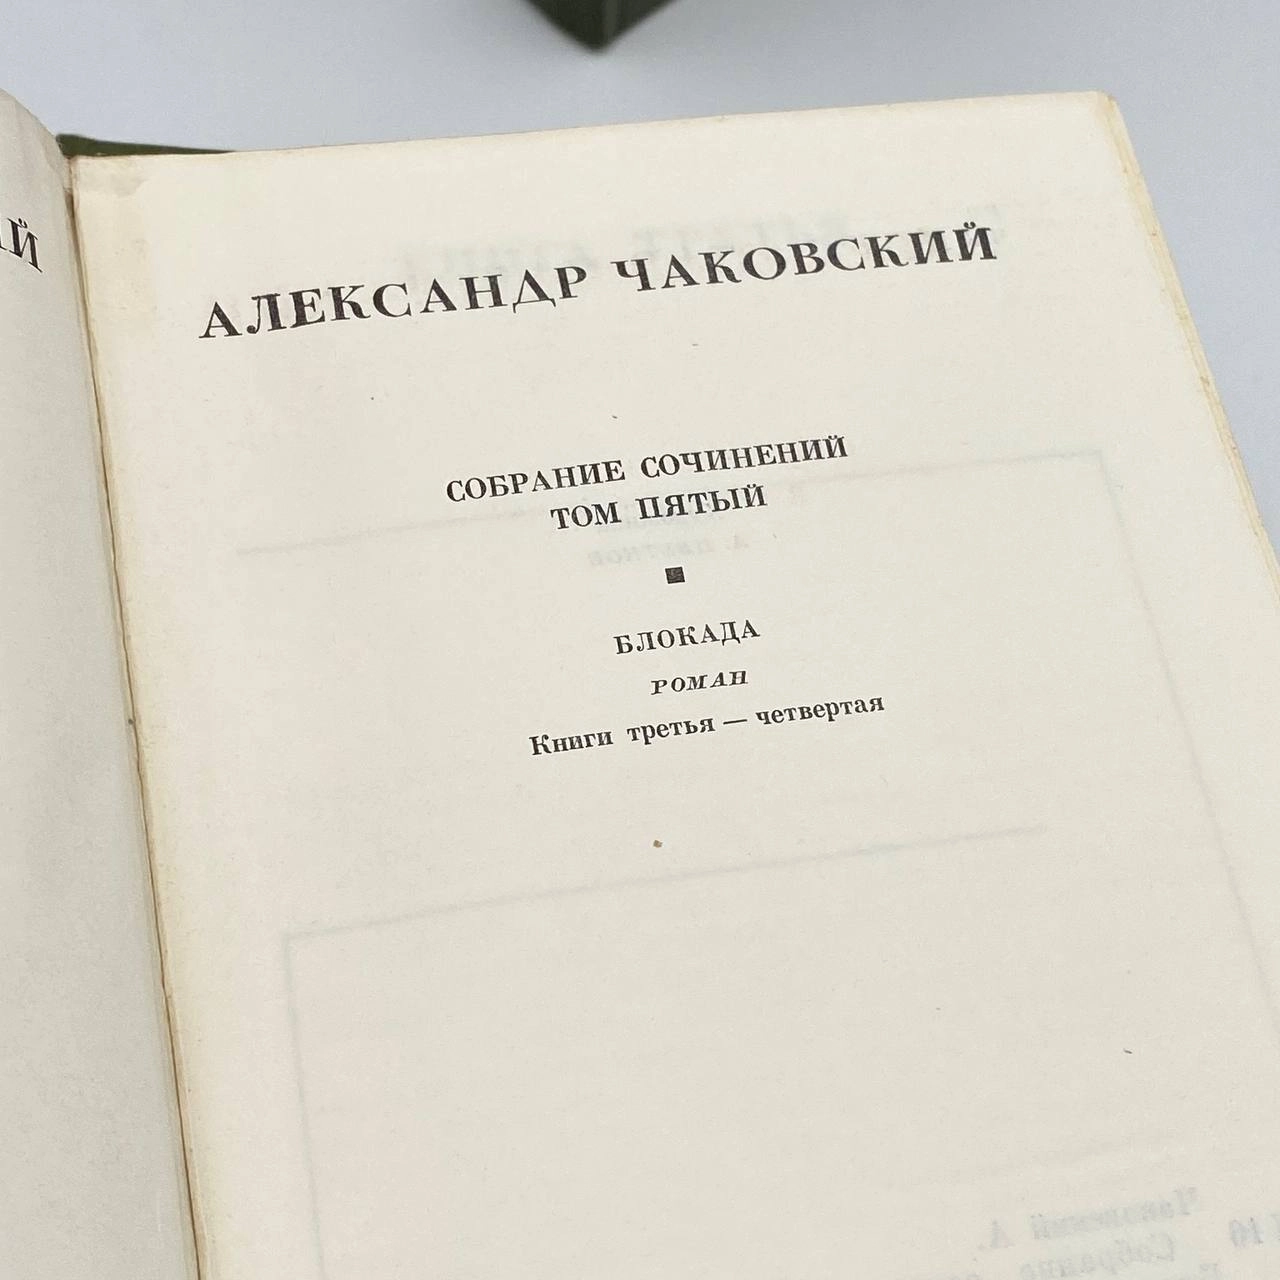 АЛЕКСАНДР ЧАКОВСКИЙ
СОБРАНИЕ СОЧИНЕНИЙ
ТОМ ПЯТЫЙ
БЛОКАДА
РОМАН
Книги третья — четвертая